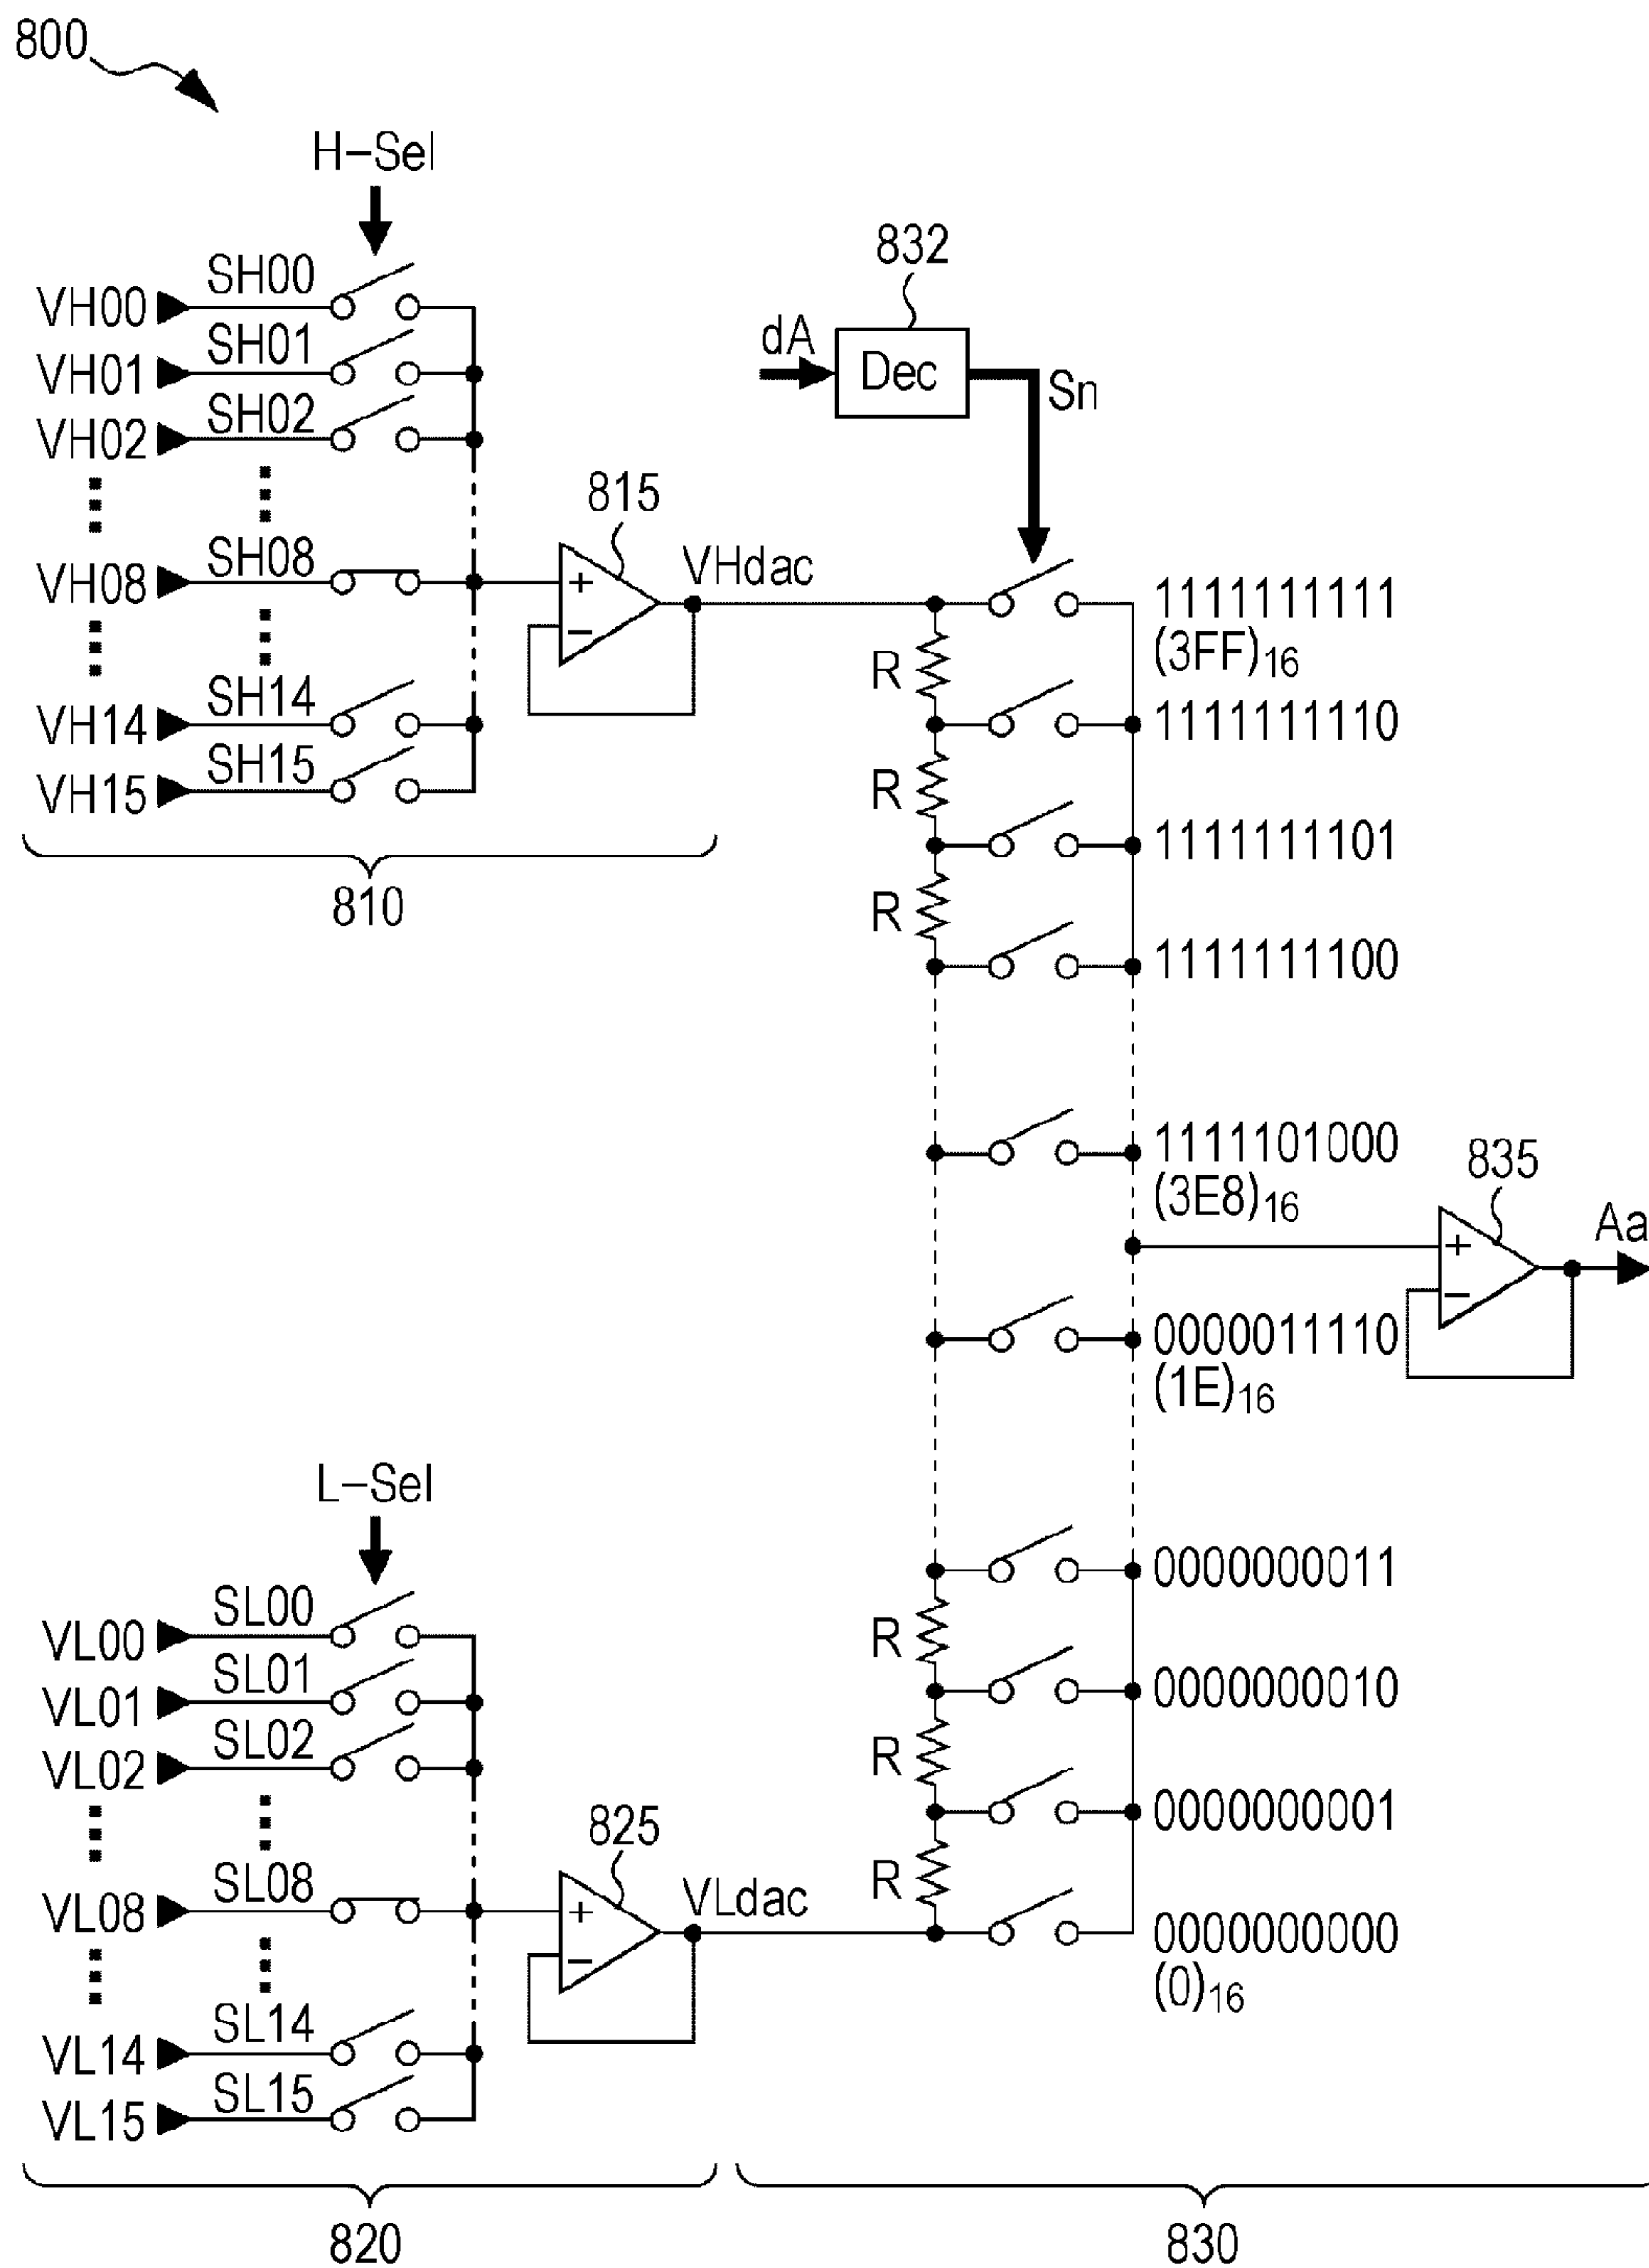 800
H-Sel
VH00 SH00
VH01 SH01
VH02 SH02
VH08 SH08
VH14 SH14
VH15 SH15
815
+
−
VHdac
810
832
dA
Dec
Sn
1111111111
(3FF)16
R
1111111110
R
1111111101
R
1111111100
1111101000
(3E8)16
835
+
−
Aa
0000011110
(1E)16
L-Sel
VL00 SL00
VL01 SL01
VL02 SL02
VL08 SL08
VL14 SL14
VL15 SL15
825
+
−
VLdac
0000000011
R
0000000010
R
0000000001
R
0000000000
(0)16
820
830